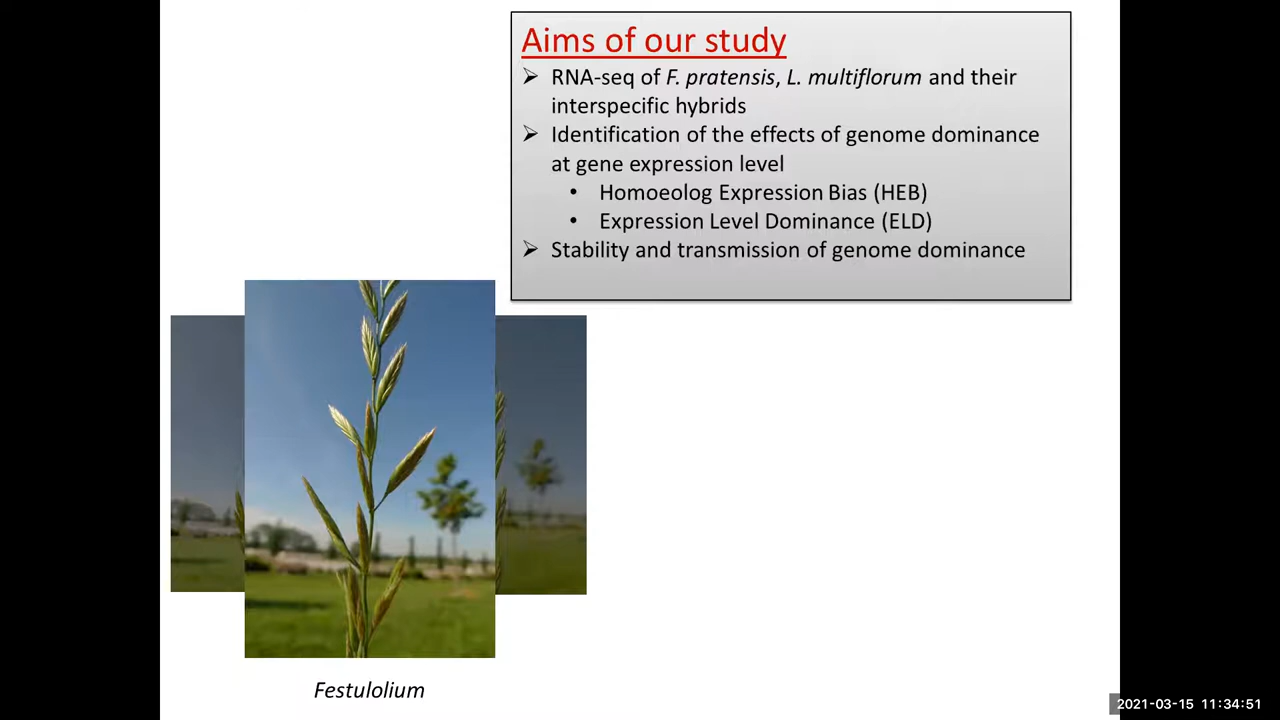 Aims of our study
➢ RNA-seq of F. pratensis, L. multiflorum and their
interspecific hybrids
➢ Identification of the effects of genome dominance
at gene expression level
• Homoeolog Expression Bias (HEB)
• Expression Level Dominance (ELD)
➢ Stability and transmission of genome dominance
Festulolium
2021-03-15 11:34:51